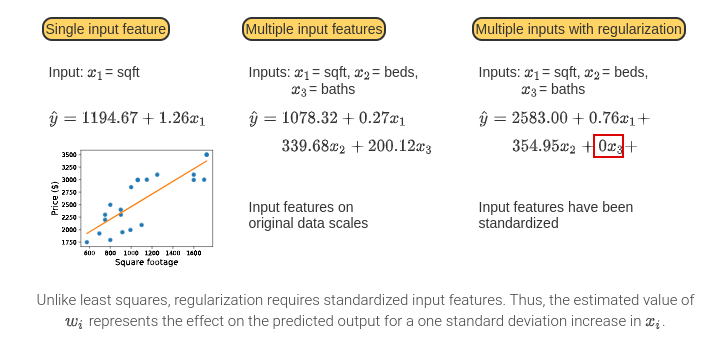 Single input feature
Input: x₁ = sqft
ŷ = 1194.67 + 1.26x₁
3500
3250
3000
2750
2500
2250
2000
1750
Price ($)
600 800 1000 1200 1400 1600
Square footage
Multiple input features
Inputs: x₁ = sqft, x₂ = beds,
x₃ = baths
ŷ = 1078.32 + 0.27x₁
339.68x₂ + 200.12x₃
Input features on
original data scales
Multiple inputs with regularization
Inputs: x₁ = sqft, x₂ = beds,
x₃ = baths
ŷ = 2583.00 + 0.76x₁+
354.95x₂ + 0x₃+
Input features have been
standardized
Unlike least squares, regularization requires standardized input features. Thus, the estimated value of
wᵢ represents the effect on the predicted output for a one standard deviation increase in xᵢ.